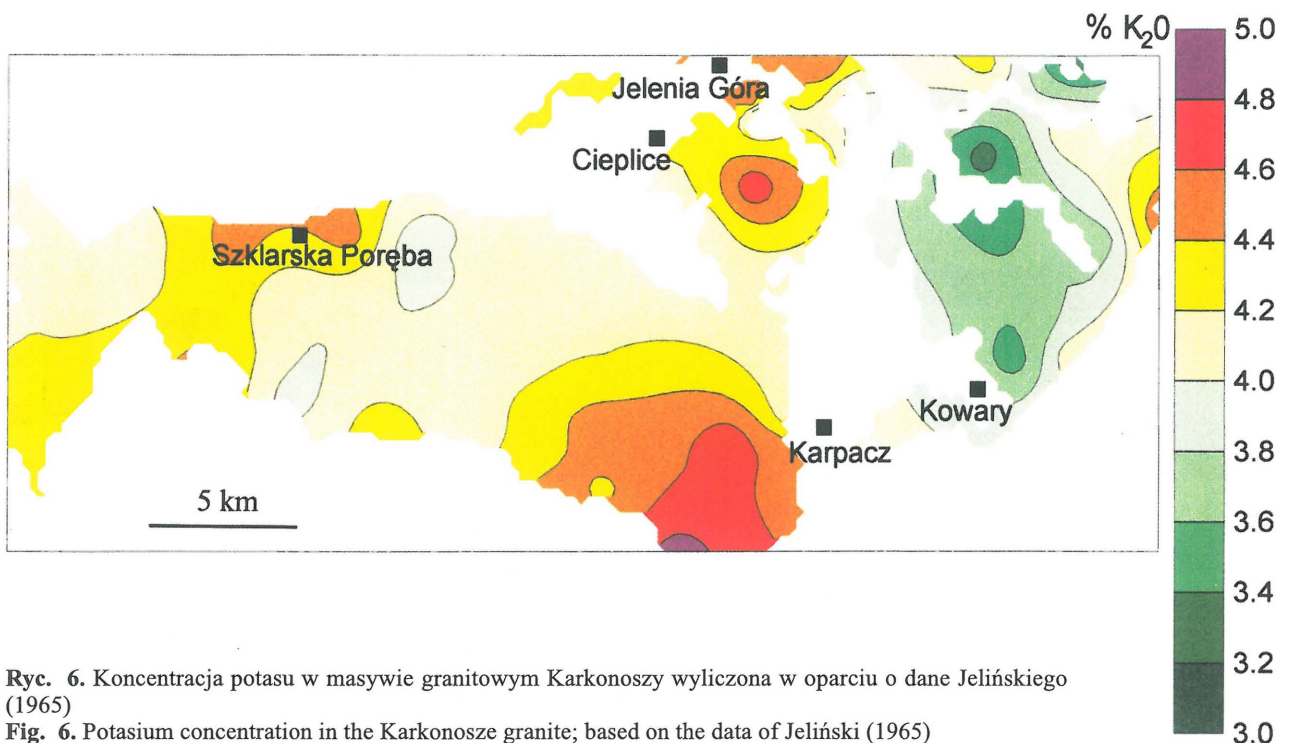 % K₂0
5.0
4.8
4.6
4.4
4.2
4.0
3.8
3.6
3.4
3.2
3.0
Jelenia Góra
Cieplice
Szklarska Poręba
Karpacz
Kowary
5 km
Ryc. 6. Koncentracja potasu w masywie granitowym Karkonoszy wyliczona w oparciu o dane Jelińskiego
(1965)
Fig. 6. Potasium concentration in the Karkonosze granite; based on the data of Jeliński (1965)